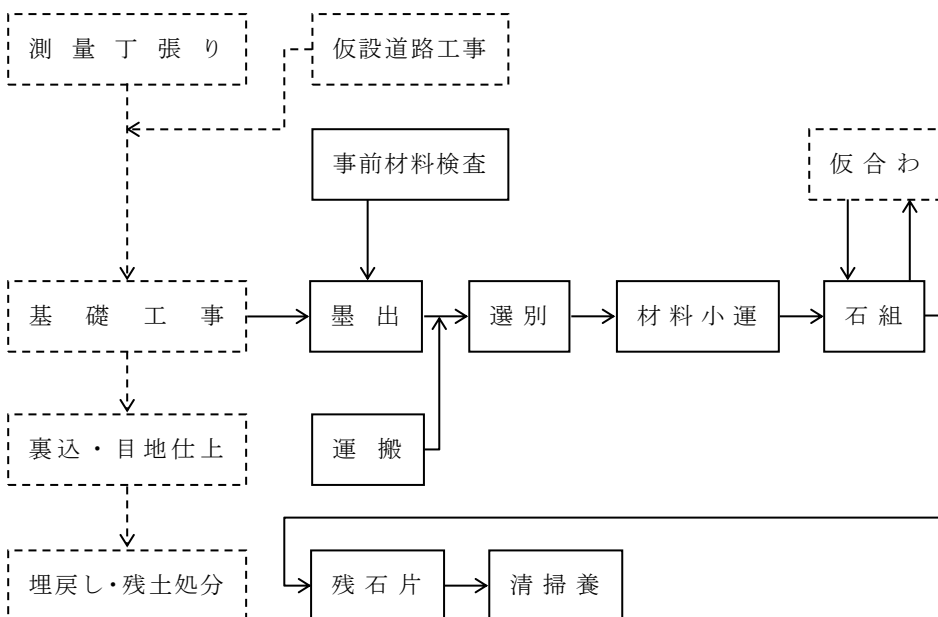 測量丁張り
仮設道路工事
事前材料検査
仮合わ
基礎工事
墨出
選別
材料小運
石組
裏込・目地仕上
運搬
埋戻し・残土処分
残石片
清掃養